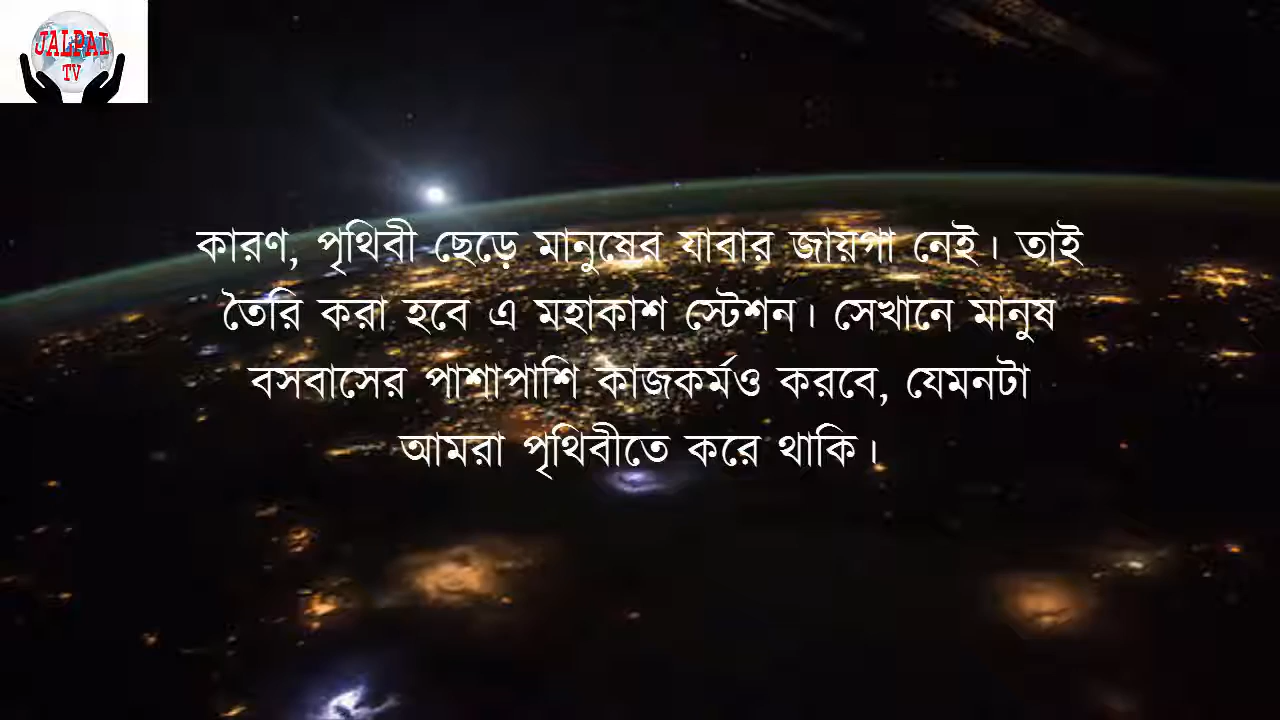 JALPAI
TV
কারণ, পৃথিবী ছেড়ে মানুষের যাবার জায়গা নেই। তাই
তৈরি করা হবে এ মহাকাশ স্টেশন। সেখানে মানুষ
বসবাসের পাশাপাশি কাজকর্মও করবে, যেমনটা
আমরা পৃথিবীতে করে থাকি।